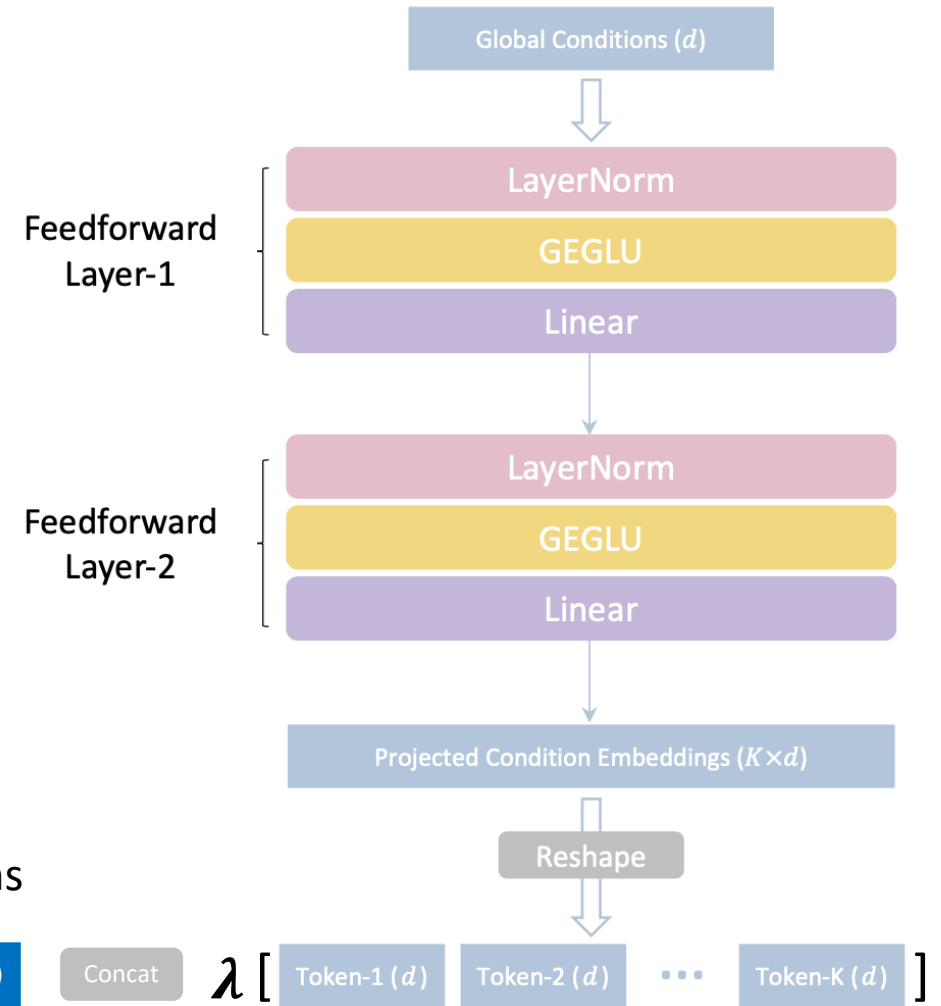 Global Conditions (d)
LayerNorm
Feedforward
Layer-1
GEGLU
Linear
LayerNorm
Feedforward
Layer-2
GEGLU
Linear
Projected Condition Embeddings (K×d)
Reshape
) Concat λ [ Token-1 (d) Token-2 (d) ... Token-K (d) ]